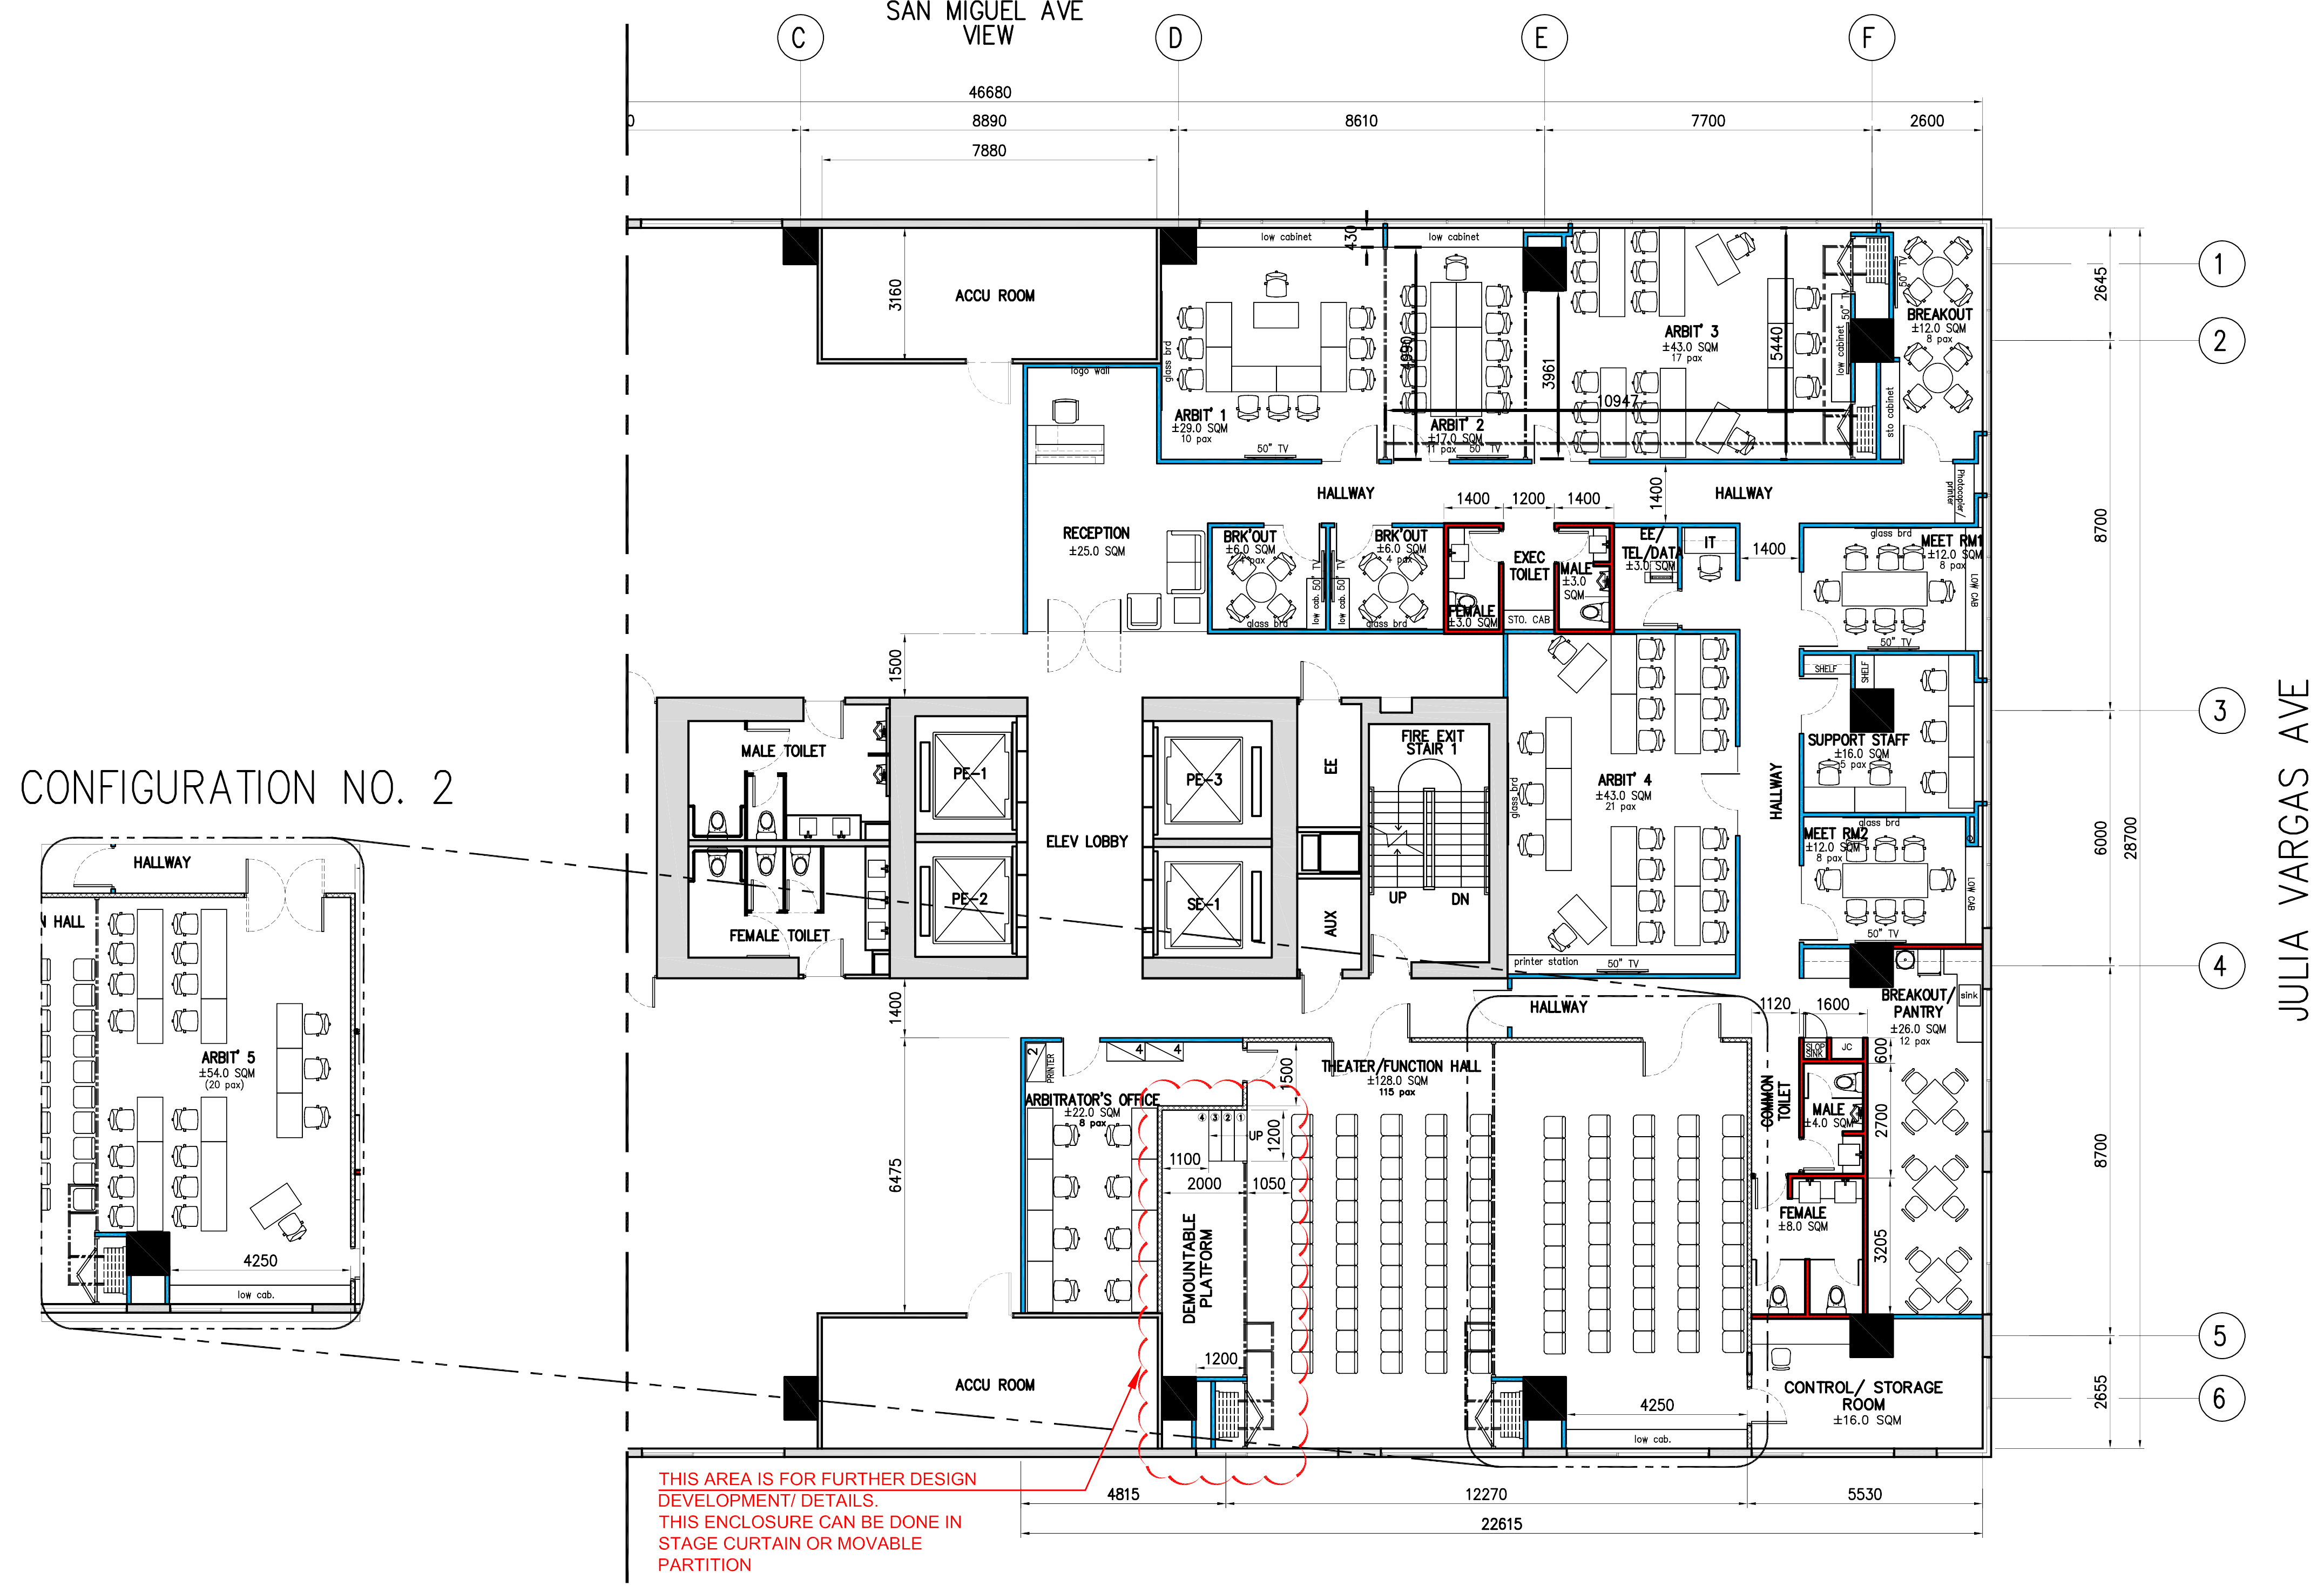 SAN MIGUEL AVE
VIEW
C
D
E
F
46680
0
8890
8610
7700
2600
7880
430
low cabinet
low cabinet
1
2
3
4
5
6
2645
8700
6000
28700
8700
2655
JULIA VARGAS AVE
3160
ACCU ROOM
glass brd
ARBIT' 1
±29.0 SQM
10 pax
50" TV
4990
ARBIT' 2
±17.0 SQM
11 pax
50" TV
3961
10947
ARBIT' 3
±43.0 SQM
17 pax
5440
low cabinet
50" TV
sto cabinet
50" TV
BREAKOUT
±12.0 SQM
8 pax
logo wall
RECEPTION
±25.0 SQM
HALLWAY
HALLWAY
1400
1400
1200
1400
Photocopier/
printer/
BRK'OUT
±6.0 SQM
4 pax
low cab.
50" TV
glass brd
BRK'OUT
±6.0 SQM
4 pax
low cab.
50" TV
glass brd
FEMALE
±3.0 SQM
EXEC
TOILET
STO. CAB
MALE
±3.0
SQM
EE/
TEL/DATA
±3.0 SQM
IT
1400
glass brd
MEET RM1
±12.0 SQM
8 pax
LOW CAB
50" TV
1500
SHELF
SHELF
SUPPORT STAFF
±16.0 SQM
5 pax
glass brd
MEET RM2
±12.0 SQM
8 pax
LOW CAB
50" TV
HALLWAY
MALE TOILET
FEMALE TOILET
PE-1
PE-2
ELEV LOBBY
PE-3
SE-1
EE
AUX
FIRE EXIT
STAIR 1
UP
DN
glass brd
ARBIT' 4
±43.0 SQM
21 pax
printer station
50" TV
CONFIGURATION NO. 2
HALLWAY
N HALL
ARBIT' 5
±54.0 SQM
(20 pax)
4250
low cab.
1400
6475
HALLWAY
1120
1600
BREAKOUT/
PANTRY
±26.0 SQM
12 pax
sink
SLOP
SINK
JC
600
2700
3205
COMMON
TOILET
MALE
±4.0 SQM
FEMALE
±8.0 SQM
2
PRINTER
4
4
ARBITRATOR'S OFFICE
±22.0 SQM
8 pax
THEATER/FUNCTION HALL
±128.0 SQM
115 pax
1500
4
3
2
1
UP
1200
1100
2000
1050
DEMOUNTABLE
PLATFORM
1200
ACCU ROOM
4250
low cab.
CONTROL/ STORAGE
ROOM
±16.0 SQM
THIS AREA IS FOR FURTHER DESIGN
DEVELOPMENT/ DETAILS.
THIS ENCLOSURE CAN BE DONE IN
STAGE CURTAIN OR MOVABLE
PARTITION
4815
12270
5530
22615